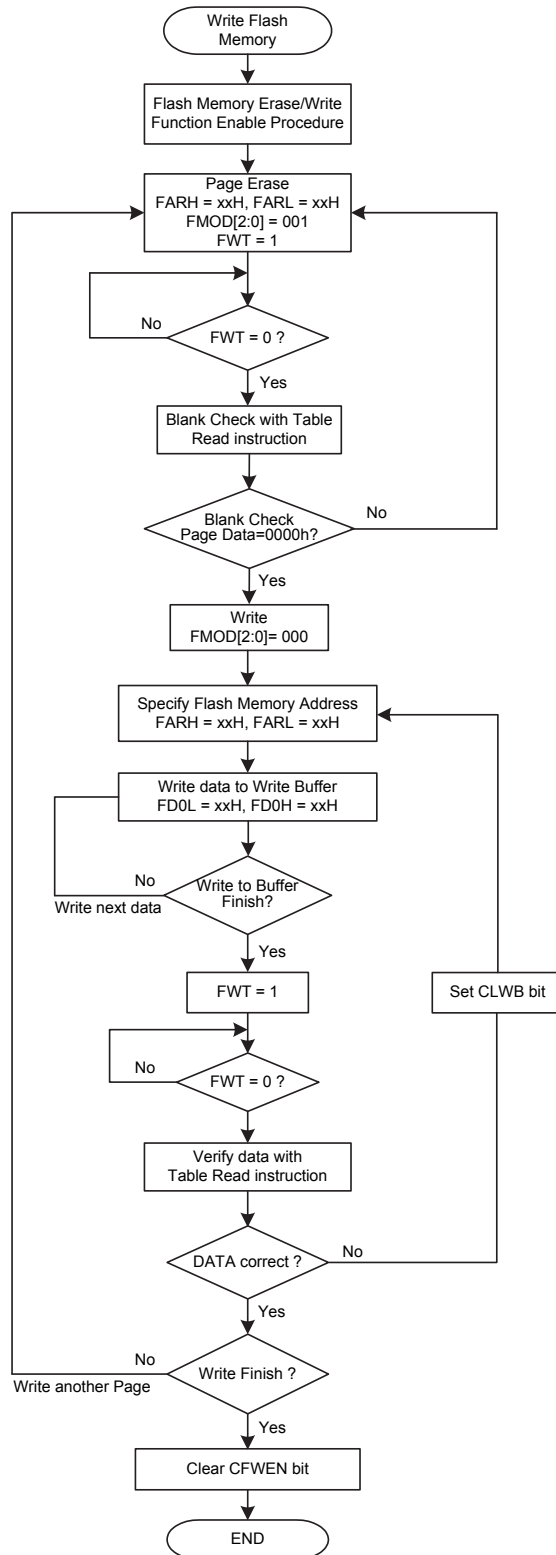 Write Flash
Memory
Flash Memory Erase/Write
Function Enable Procedure
Page Erase
FARH = xxH, FARL = xxH
FMOD[2:0] = 001
FWT = 1
No
FWT = 0 ?
Yes
Blank Check with Table
Read instruction
No
Blank Check
Page Data=0000h?
Yes
Write
FMOD[2:0]= 000
Specify Flash Memory Address
FARH = xxH, FARL = xxH
Write data to Write Buffer
FD0L = xxH, FD0H = xxH
No
Write to Buffer
Finish?
Write next data
Yes
FWT = 1
Set CLWB bit
No
FWT = 0 ?
Yes
Verify data with
Table Read instruction
No
DATA correct ?
Yes
No
Write Finish ?
Write another Page
Yes
Clear CFWEN bit
END